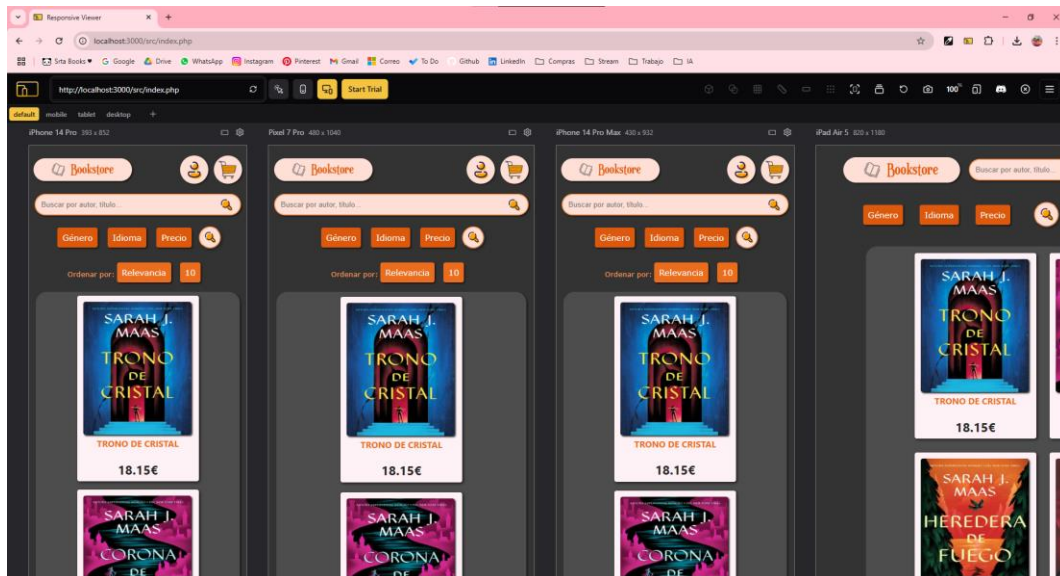 Responsive Viewer
localhost:3000/src/index.php
Srta Books♥ Google Drive WhatsApp Instagram Pinterest Gmail Correo To Do Github LinkedIn Compras Stream Trabajo IA
http://localhost:3000/src/index.php Start Trial 100%
default mobile tablet desktop +
iPhone 14 Pro 393 x 852
Bookstore
Buscar por autor, título...
Género Idioma Precio
Ordenar por: Relevancia 10
SARAH J.
MAAS
TRONO
DE
CRISTAL
TRONO DE CRISTAL
18.15€
SARAH J.
MAAS
CORONA
DE
Pixel 7 Pro 480 x 1040
Bookstore
Buscar por autor, título...
Género Idioma Precio
Ordenar por: Relevancia 10
SARAH J.
MAAS
TRONO
DE
CRISTAL
TRONO DE CRISTAL
18.15€
SARAH J.
MAAS
CORONA
DE
iPhone 14 Pro Max 430 x 932
Bookstore
Buscar por autor, título...
Género Idioma Precio
Ordenar por: Relevancia 10
SARAH J.
MAAS
TRONO
DE
CRISTAL
TRONO DE CRISTAL
18.15€
SARAH J.
MAAS
CORONA
DE
iPad Air 5 820 x 1180
Bookstore
Buscar por autor, título...
Género Idioma Precio
SARAH J.
MAAS
TRONO
DE
CRISTAL
TRONO DE CRISTAL
18.15€
SARAH J.
MAAS
HEREDERA
DE
FUEGO